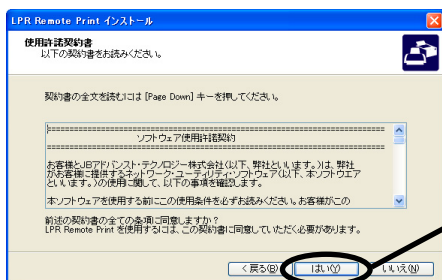 LPR Remote Print インストール
使用許諾契約書
以下の契約書をお読みください。
契約書の全文を読むには [Page Down] キーを押してください。
============================================================
ソフトウェア使用許諾契約
============================================================
お客様とJBアドバンスト・テクノロジー株式会社(以下、弊社といいます。)は、弊社
がお客様に提供するネットワーク・ユーティリティ・ソフトウェア(以下、本ソフトウエア
といいます。)の使用に関して、以下の事項を確認します。
本ソフトウェアを使用する前にこの使用条件を必ずお読みください。お客様がこの
前述の契約書の全ての条項に同意しますか?
LPR Remote Print を使用するには、この契約書に同意していただく必要があります。
< 戻る(B)
はい(Y)
いいえ(N)